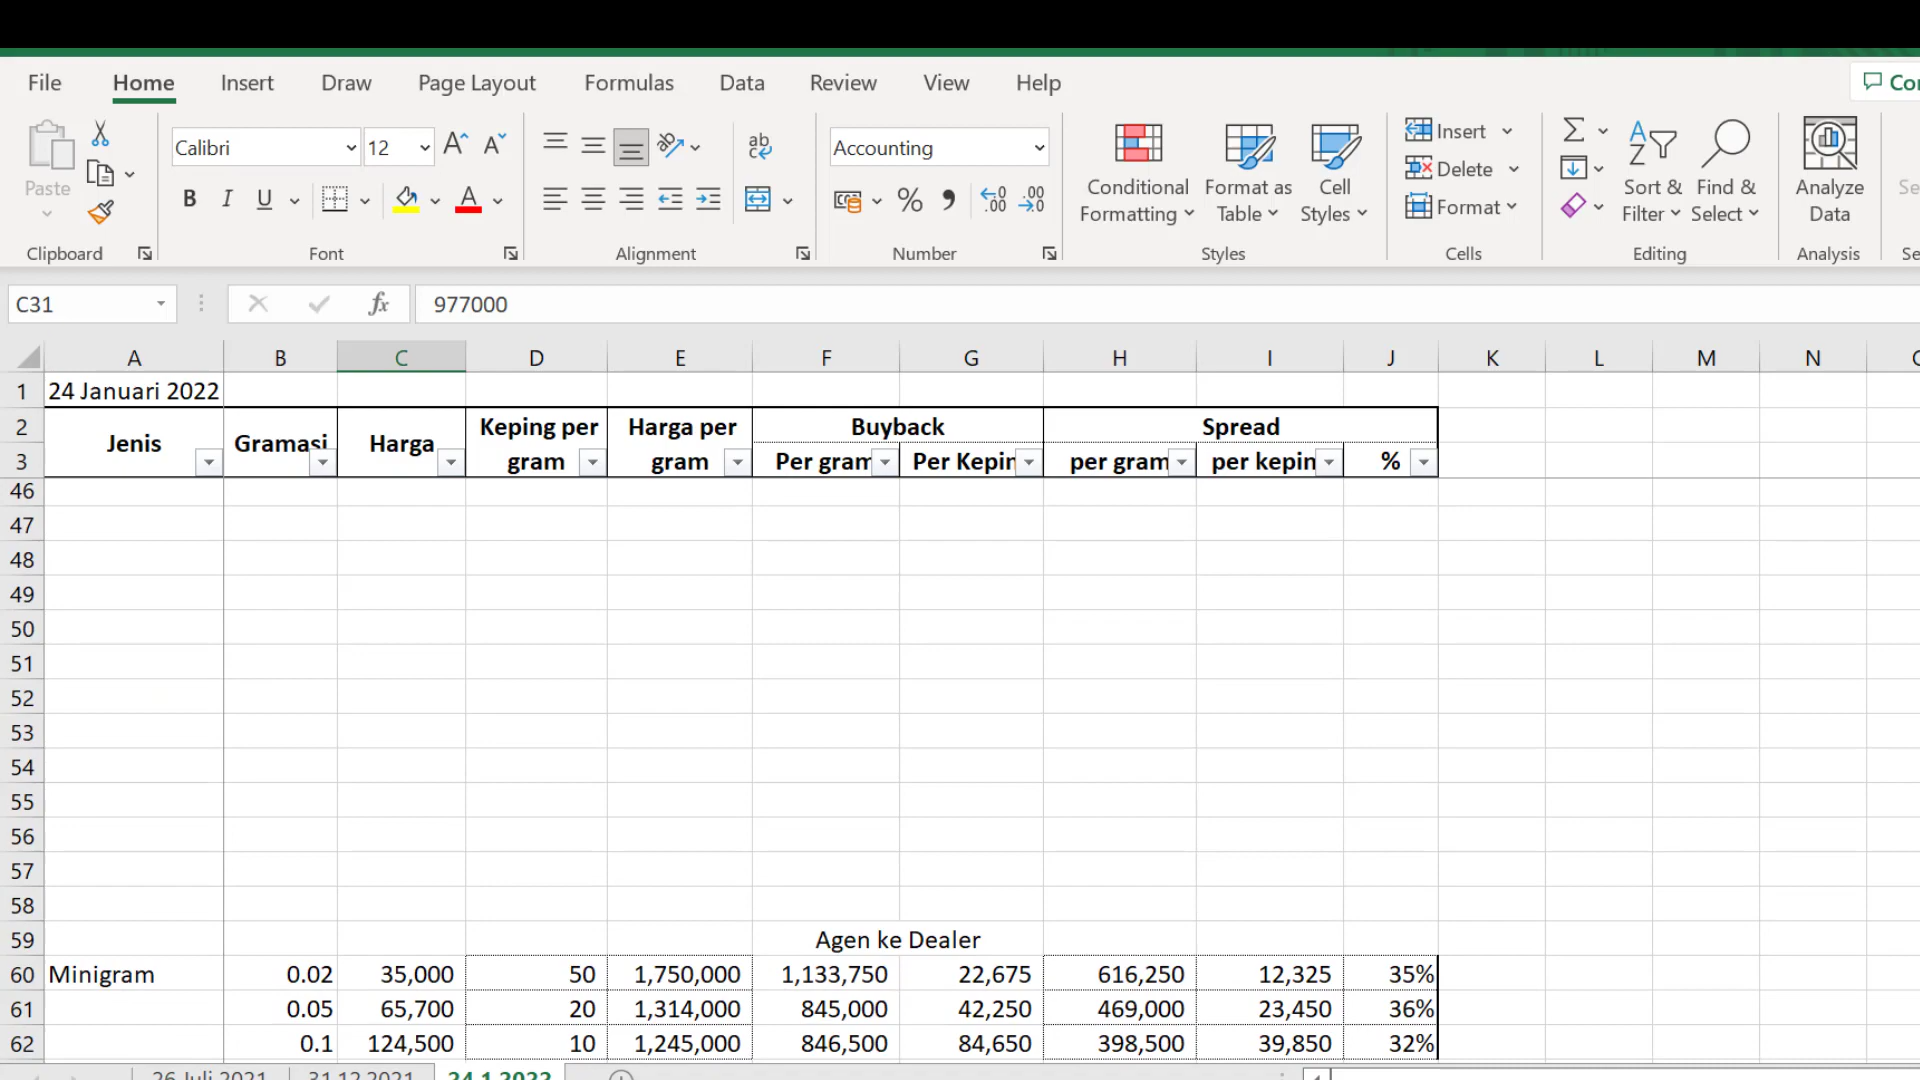 File Home Insert Draw Page Layout Formulas Data Review View Help
Calibri 12 Accounting Insert
Paste Delete
B I U % Conditional Formatting Format as Table Cell Styles Format Sort & Filter Find & Select Analyze Data
Clipboard Font Alignment Number Styles Cells Editing Analysis
C31 fx 977000
A B C D E F G H I J K L M N
1 24 Januari 2022
2 Jenis Gramasi Harga Keping per Harga per Buyback Spread
3 gram gram Per gram Per Kepin per gram per kepin %
46
47
48
49
50
51
52
53
54
55
56
57
58
59 Agen ke Dealer
60 Minigram 0.02 35,000 50 1,750,000 1,133,750 22,675 616,250 12,325 35%
61 0.05 65,700 20 1,314,000 845,000 42,250 469,000 23,450 36%
62 0.1 124,500 10 1,245,000 846,500 84,650 398,500 39,850 32%
26 Juli 2021 31.12.2021 24.1.2022